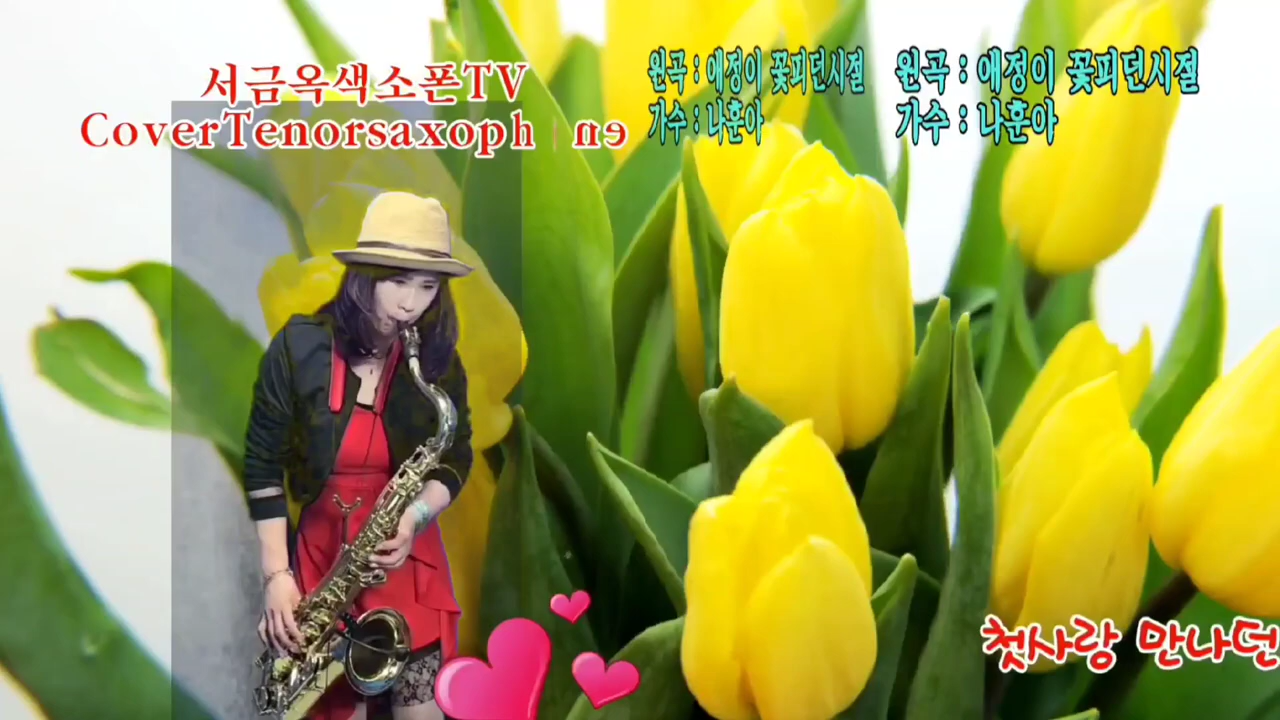 서금옥색소폰TV
CoverTenorsaxoph
원곡 : 애정이 꽃피던시절
가수 : 나훈아
원곡 : 애정이 꽃피던시절
가수 : 나훈아
첫사랑 만나던